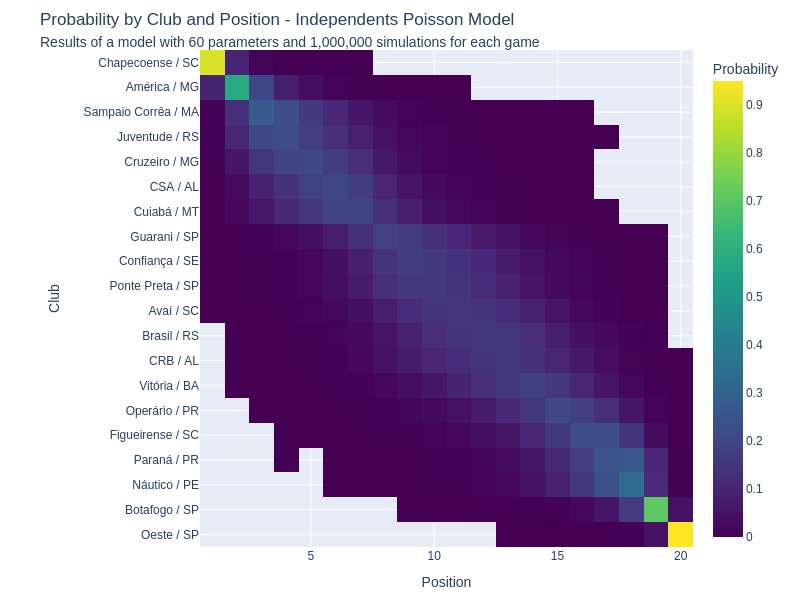 Probability by Club and Position - Independents Poisson Model
Results of a model with 60 parameters and 1,000,000 simulations for each game
Probability
Club
Chapecoense / SC
América / MG
Sampaio Corrêa / MA
Juventude / RS
Cruzeiro / MG
CSA / AL
Cuiabá / MT
Guarani / SP
Confiança / SE
Ponte Preta / SP
Avaí / SC
Brasil / RS
CRB / AL
Vitória / BA
Operário / PR
Figueirense / SC
Paraná / PR
Náutico / PE
Botafogo / SP
Oeste / SP
5 10 15 20
Position
0.9
0.8
0.7
0.6
0.5
0.4
0.3
0.2
0.1
0